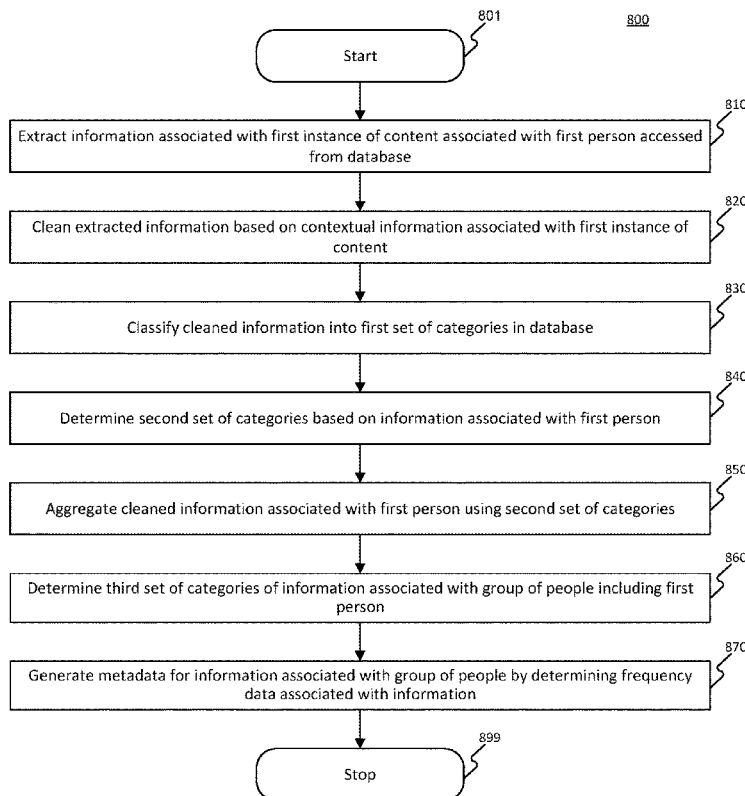 801
800
Start
810
Extract information associated with first instance of content associated with first person accessed
from database
820
Clean extracted information based on contextual information associated with first instance of
content
830
Classify cleaned information into first set of categories in database
840
Determine second set of categories based on information associated with first person
850
Aggregate cleaned information associated with first person using second set of categories
860
Determine third set of categories of information associated with group of people including first
person
870
Generate metadata for information associated with group of people by determining frequency
data associated with information
899
Stop